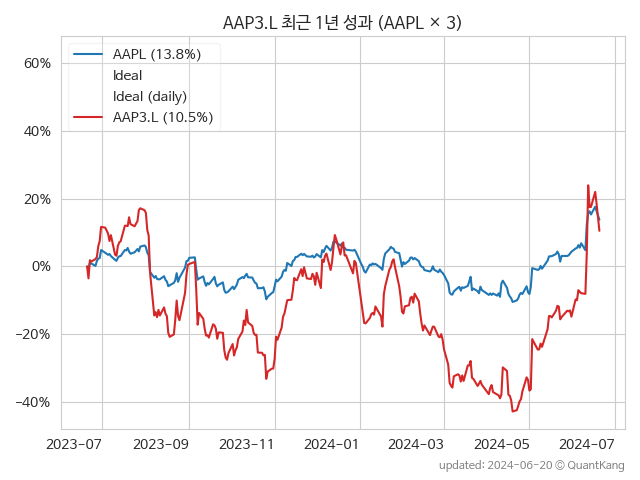 AAP3.L 최근 1년 성과 (AAPL × 3)
AAPL (13.8%)
Ideal
Ideal (daily)
AAP3.L (10.5%)
60%
40%
20%
0%
−20%
−40%
2023-07 2023-09 2023-11 2024-01 2024-03 2024-05 2024-07
updated: 2024-06-20 © QuantKang